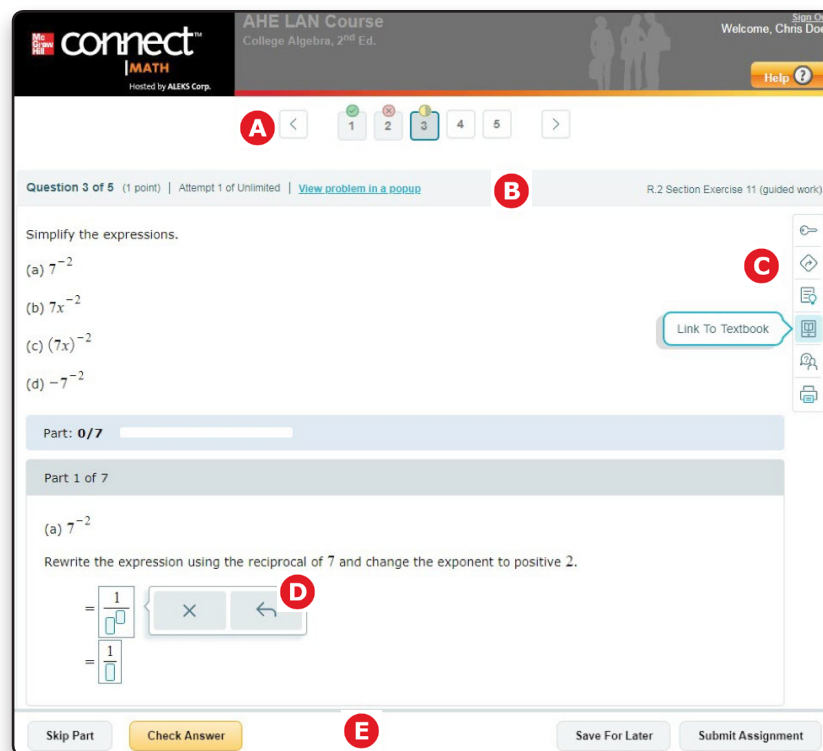 Mc Graw Hill connect™
MATH
Hosted by ALEKS Corp.
AHE LAN Course
College Algebra, 2nd Ed.
Sign
Welcome, Chris Doe
Help ?
A < 1 2 3 4 5 >
Question 3 of 5 (1 point) | Attempt 1 of Unlimited | View problem in a popup B R.2 Section Exercise 11 (guided work)
Simplify the expressions.
C
(a) 7⁻²
(b) 7x⁻²
Link To Textbook
(c) (7x)⁻²
(d) −7⁻²
Part: 0/7
Part 1 of 7
(a) 7⁻²
Rewrite the expression using the reciprocal of 7 and change the exponent to positive 2.
D
= 1/□^□
= 1/□
Skip Part Check Answer E Save For Later Submit Assignment